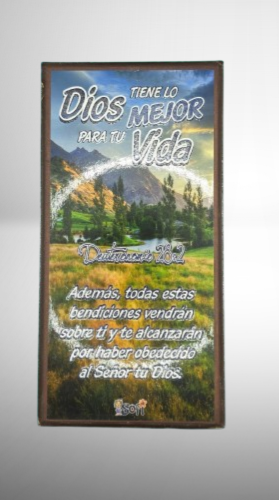 Dios TIENE LO
MEJOR
PARA TU Vida
Deuteronomio 28:2
Además, todas estas
bendiciones vendrán
sobre ti y te alcanzarán
por haber obedecido
al Señor tu Dios.